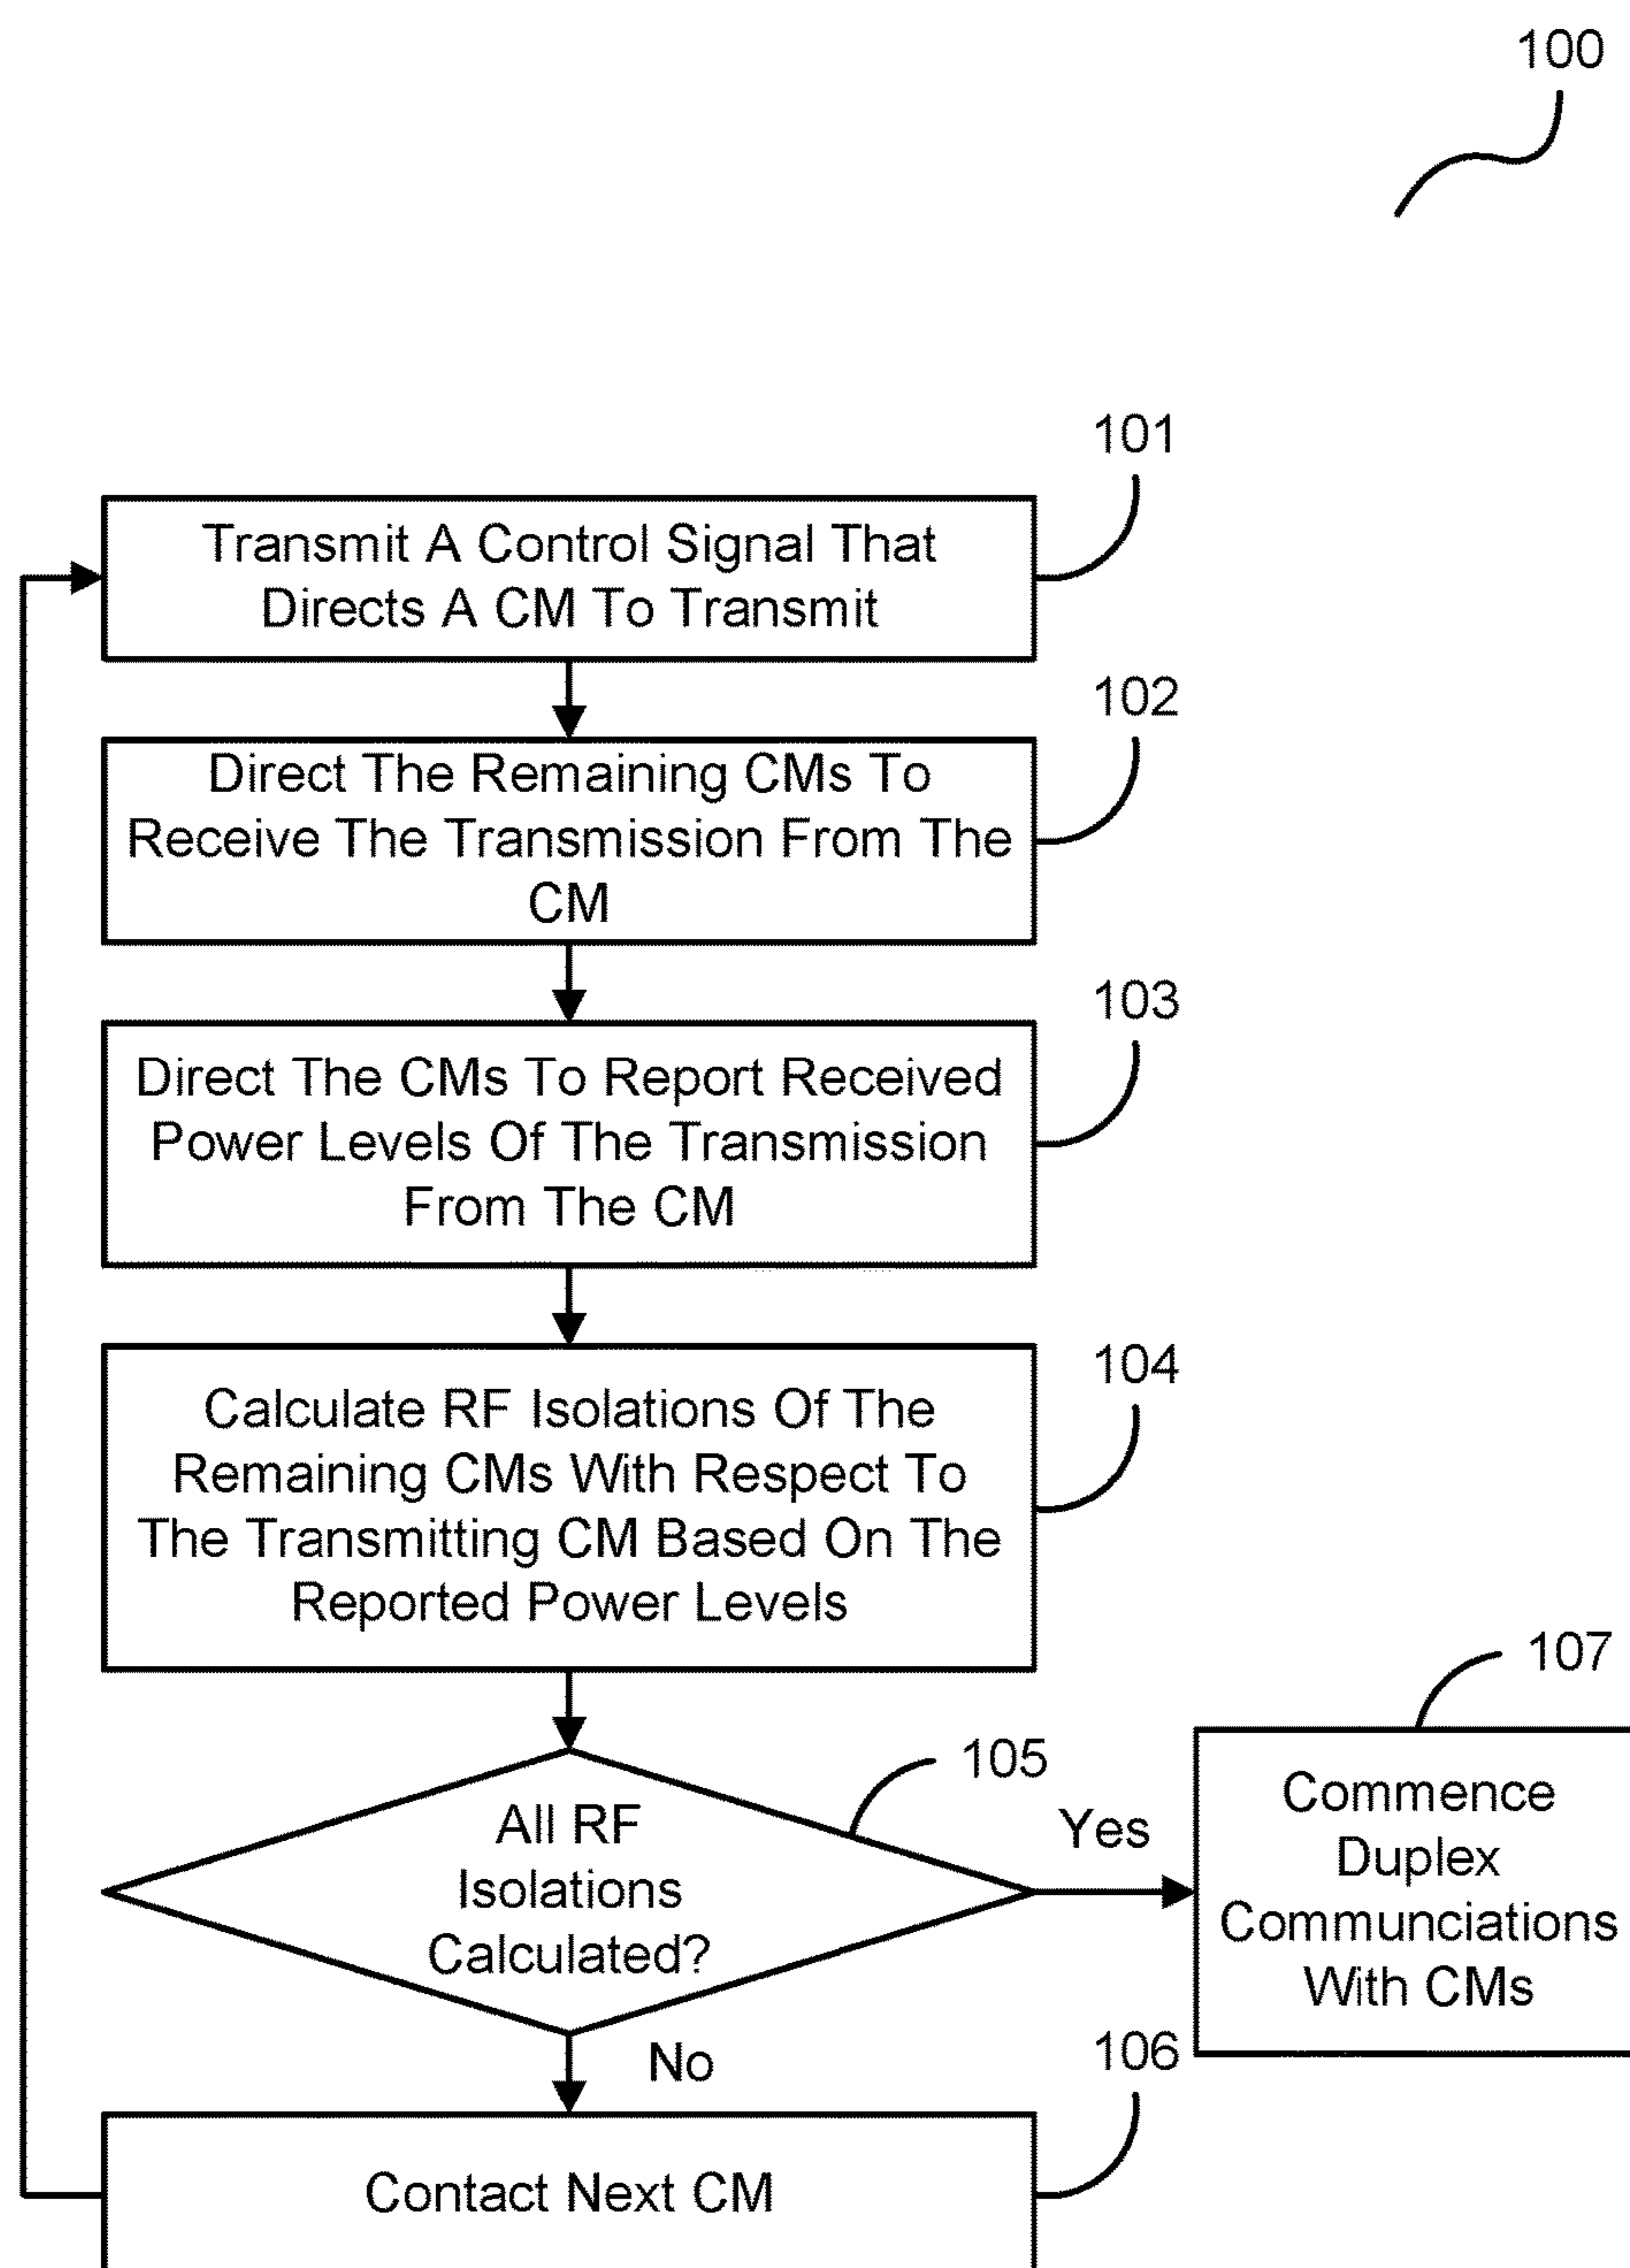 100
101
Transmit A Control Signal That
Directs A CM To Transmit
102
Direct The Remaining CMs To
Receive The Transmission From The
CM
103
Direct The CMs To Report Received
Power Levels Of The Transmission
From The CM
104
Calculate RF Isolations Of The
Remaining CMs With Respect To
The Transmitting CM Based On The
Reported Power Levels
105
All RF
Isolations
Calculated?
Yes
107
Commence
Duplex
Communciations
With CMs
No
106
Contact Next CM